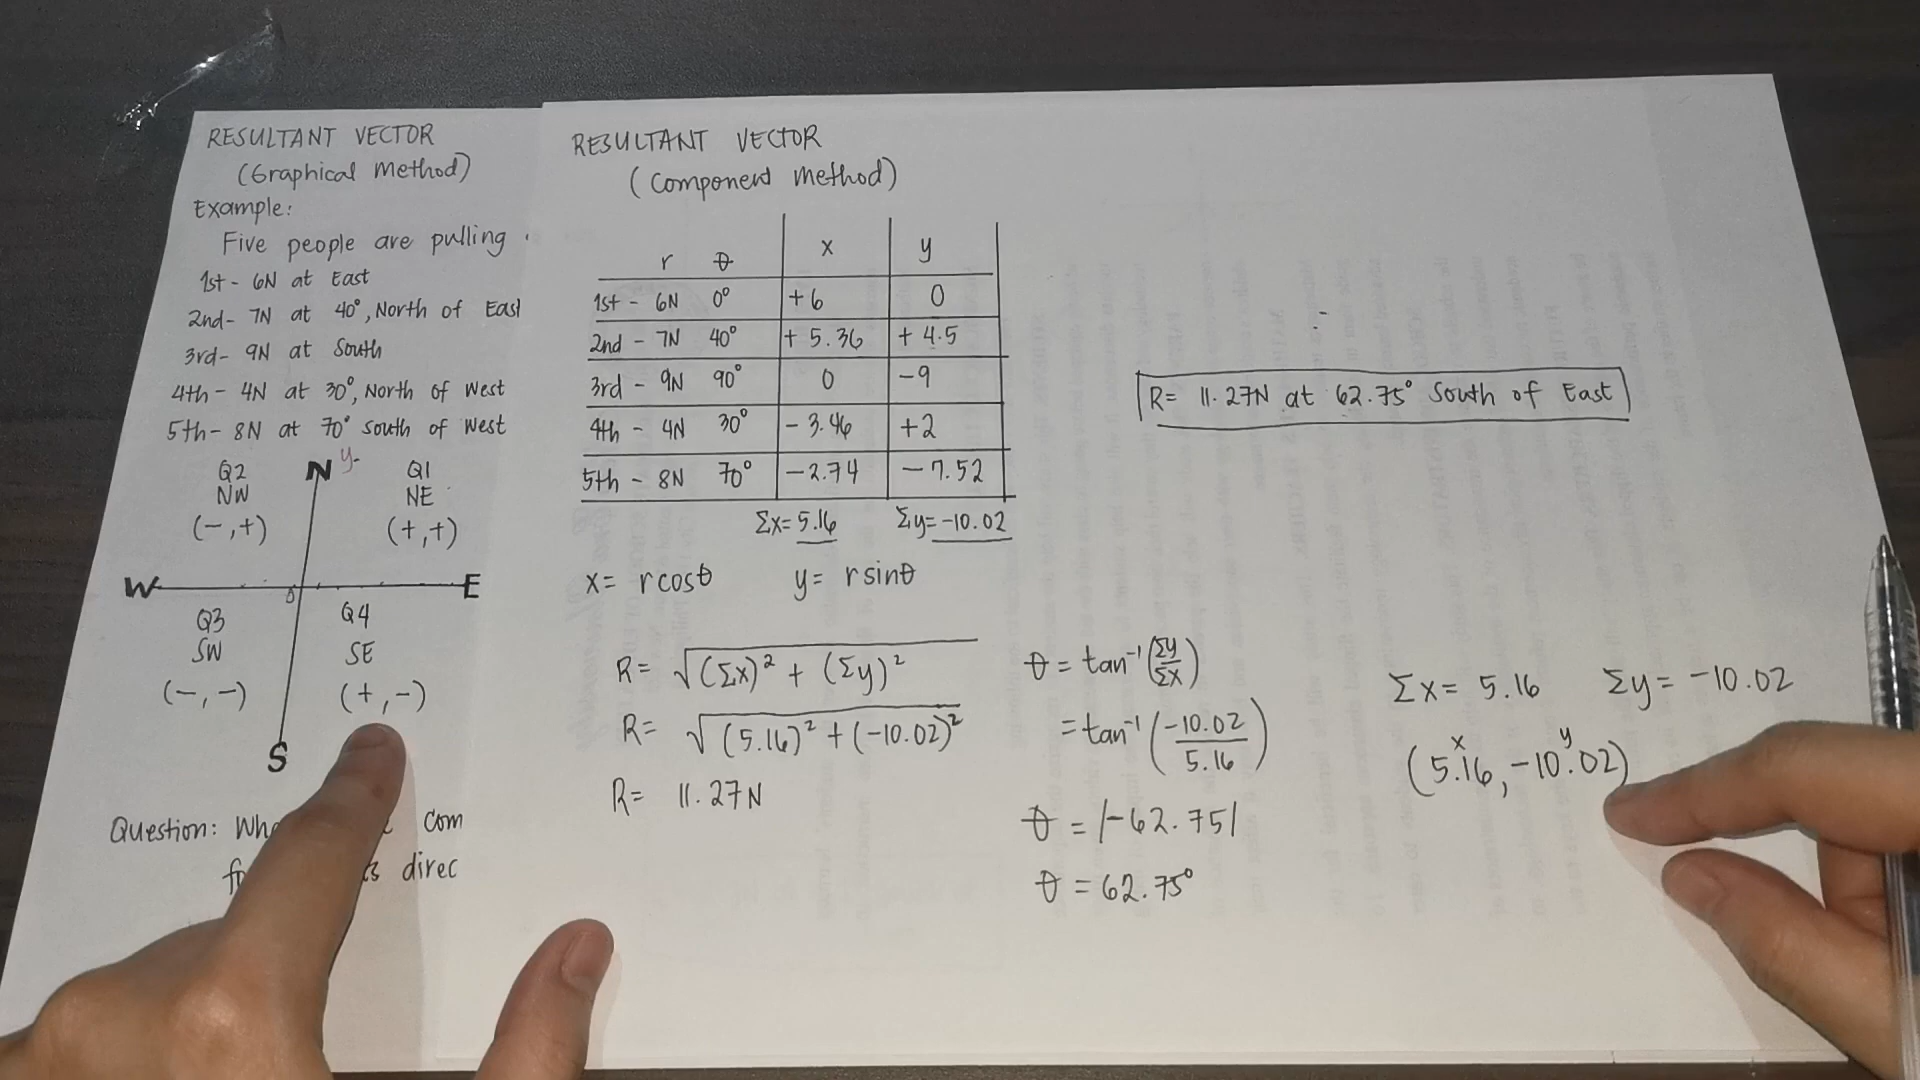 RESULTANT VECTOR
(Graphical Method)
Example:
Five people are pulling
1st - 6N at East
2nd - 7N at 40°, North of East
3rd - 9N at South
4th - 4N at 30°, North of West
5th - 8N at 70° South of West
Q2 N y Q1
NW NE
(-,+) (+,+)
W E
Q3 Q4
SW SE
(-,-) (+,-)
S
Question: com
direc
RESULTANT VECTOR
(Component Method)
r θ x y
1st - 6N 0° +6 0
2nd - 7N 40° + 5.36 + 4.5
3rd - 9N 90° 0 -9
4th - 4N 30° - 3.46 +2
5th - 8N 70° -2.74 -7.52
Σx= 5.16 Σy= -10.02
x= rcosθ y= rsinθ
R= √(Σx)² + (Σy)²
R= √(5.16)² + (-10.02)²
R= 11.27N
θ = tan⁻¹(Σy/Σx)
= tan⁻¹(-10.02/5.16)
θ = |-62.75|
θ = 62.75°
R= 11.27N at 62.75° South of East
Σx= 5.16 Σy= -10.02
x y
(5.16, -10.02)